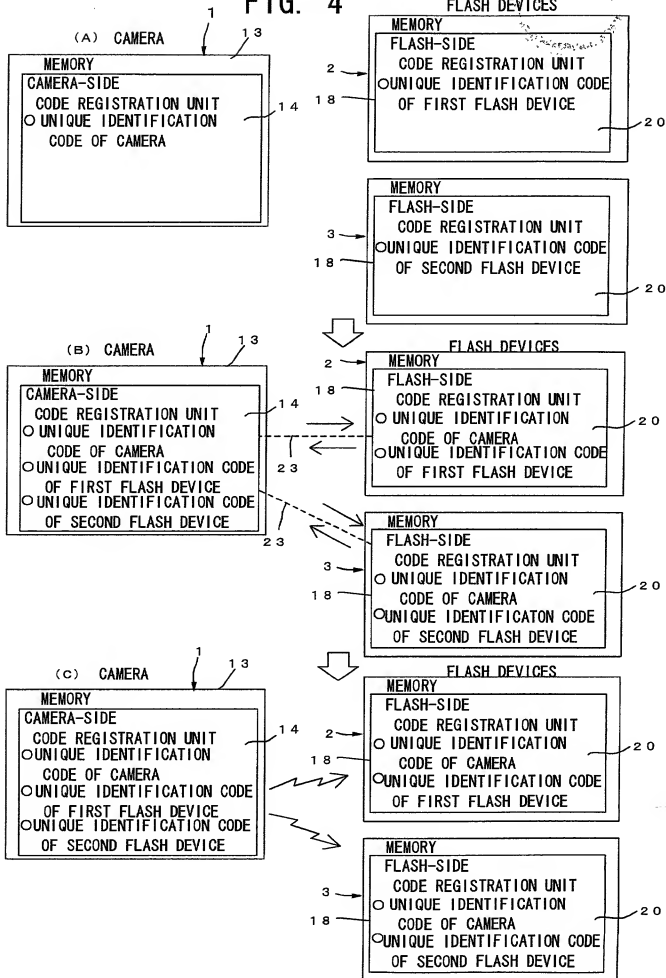 FIG. 4
(A) CAMERA
1
13
MEMORY
CAMERA-SIDE
CODE REGISTRATION UNIT
UNIQUE IDENTIFICATION
CODE OF CAMERA
14
FLASH DEVICES
MEMORY
FLASH-SIDE
CODE REGISTRATION UNIT
UNIQUE IDENTIFICATION CODE
OF FIRST FLASH DEVICE
2
18
20
MEMORY
FLASH-SIDE
CODE REGISTRATION UNIT
UNIQUE IDENTIFICATION CODE
OF SECOND FLASH DEVICE
3
18
20
(B) CAMERA
1
13
MEMORY
CAMERA-SIDE
CODE REGISTRATION UNIT
UNIQUE IDENTIFICATION
CODE OF CAMERA
UNIQUE IDENTIFICATION CODE
OF FIRST FLASH DEVICE
UNIQUE IDENTIFICATION CODE
OF SECOND FLASH DEVICE
14
23
23
FLASH DEVICES
MEMORY
FLASH-SIDE
CODE REGISTRATION UNIT
UNIQUE IDENTIFICATION
CODE OF CAMERA
UNIQUE IDENTIFICATION CODE
OF FIRST FLASH DEVICE
2
18
20
MEMORY
FLASH-SIDE
CODE REGISTRATION UNIT
UNIQUE IDENTIFICATION
CODE OF CAMERA
UNIQUE IDENTIFICATON CODE
OF SECOND FLASH DEVICE
3
18
20
(C) CAMERA
1
13
MEMORY
CAMERA-SIDE
CODE REGISTRATION UNIT
UNIQUE IDENTIFICATION
CODE OF CAMERA
UNIQUE IDENTIFICATION CODE
OF FIRST FLASH DEVICE
UNIQUE IDENTIFICATION CODE
OF SECOND FLASH DEVICE
14
FLASH DEVICES
MEMORY
FLASH-SIDE
CODE REGISTRATION UNIT
UNIQUE IDENTIFICATION
CODE OF CAMERA
UNIQUE IDENTIFICATION CODE
OF FIRST FLASH DEVICE
2
18
20
MEMORY
FLASH-SIDE
CODE REGISTRATION UNIT
UNIQUE IDENTIFICATION
CODE OF CAMERA
UNIQUE IDENTIFICATION CODE
OF SECOND FLASH DEVICE
3
18
20